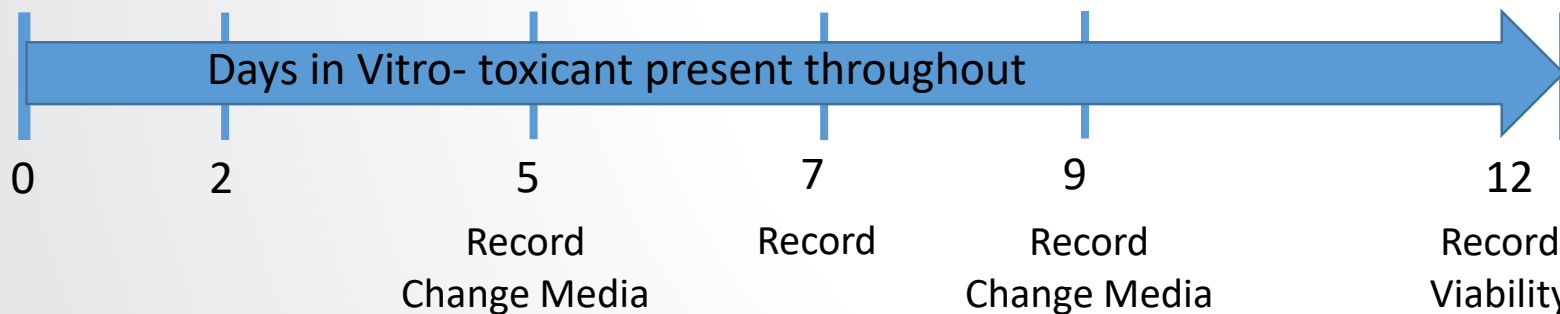 Days in Vitro- toxicant present throughout
0 2 5 7 9 12
Record Record Record Record
Change Media Change Media Viability